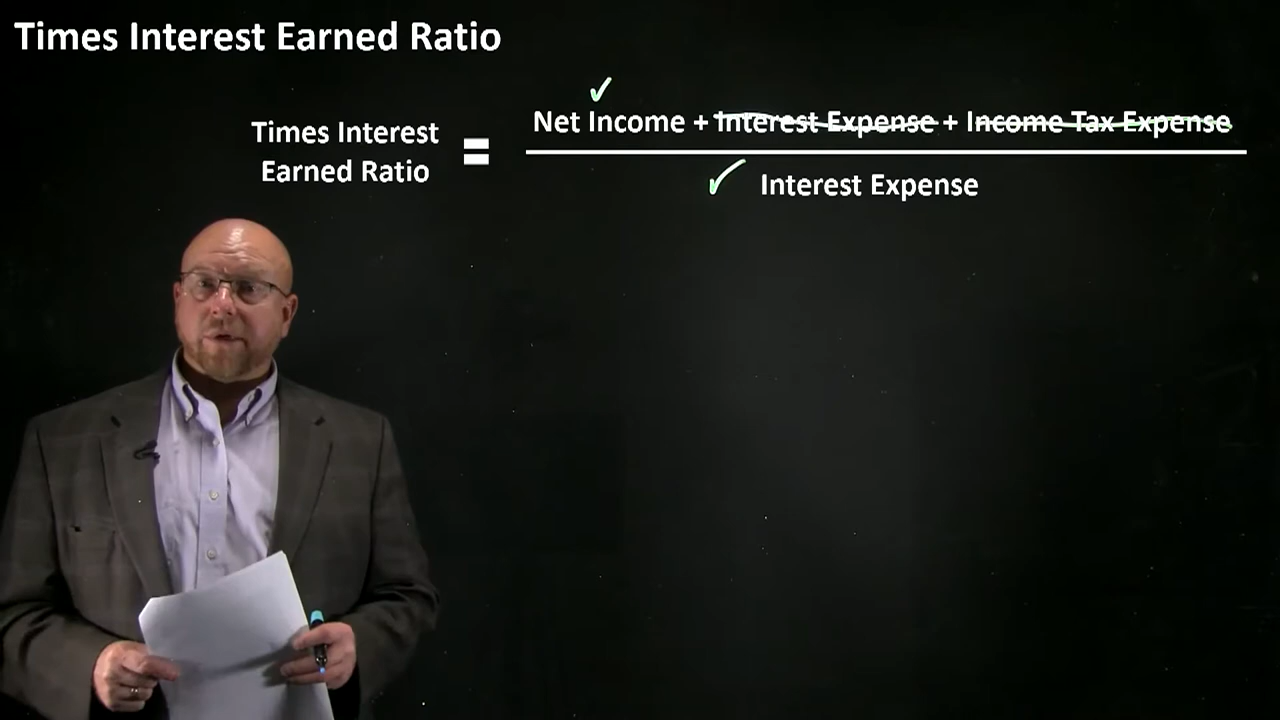 Times Interest Earned Ratio
Times Interest
Earned Ratio
=
Net Income + Interest Expense + Income Tax Expense
Interest Expense